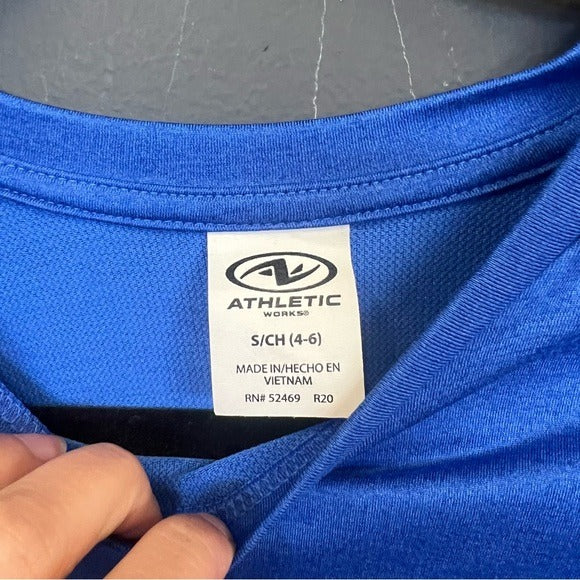 ATHLETIC
WORKS®
S/CH (4-6)
MADE IN/HECHO EN
VIETNAM
RN# 52469 R20